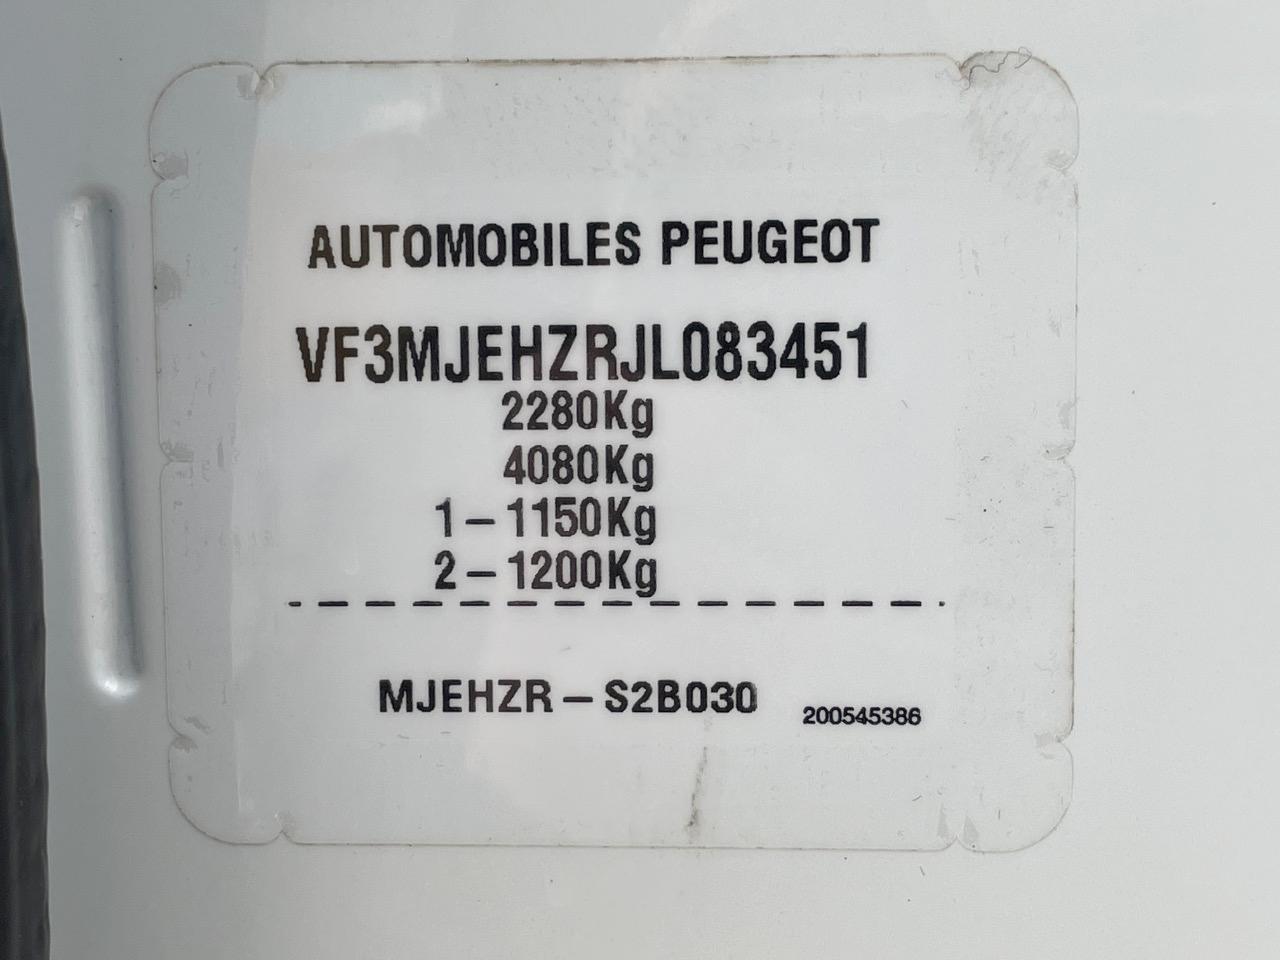 AUTOMOBILES PEUGEOT
VF3MJEHZRJL083451
2280Kg
4080Kg
1-1150Kg
2-1200Kg
MJEHZR-S2B030 200545386